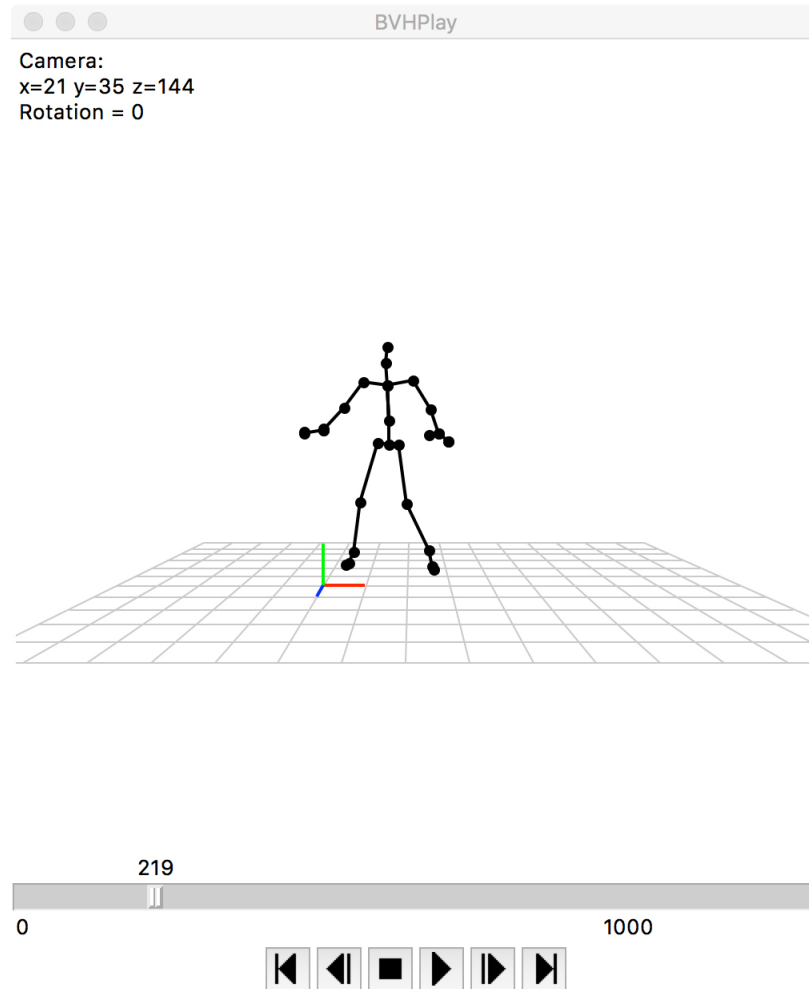 BVHPlay
Camera:
x=21 y=35 z=144
Rotation = 0
219
0
1000